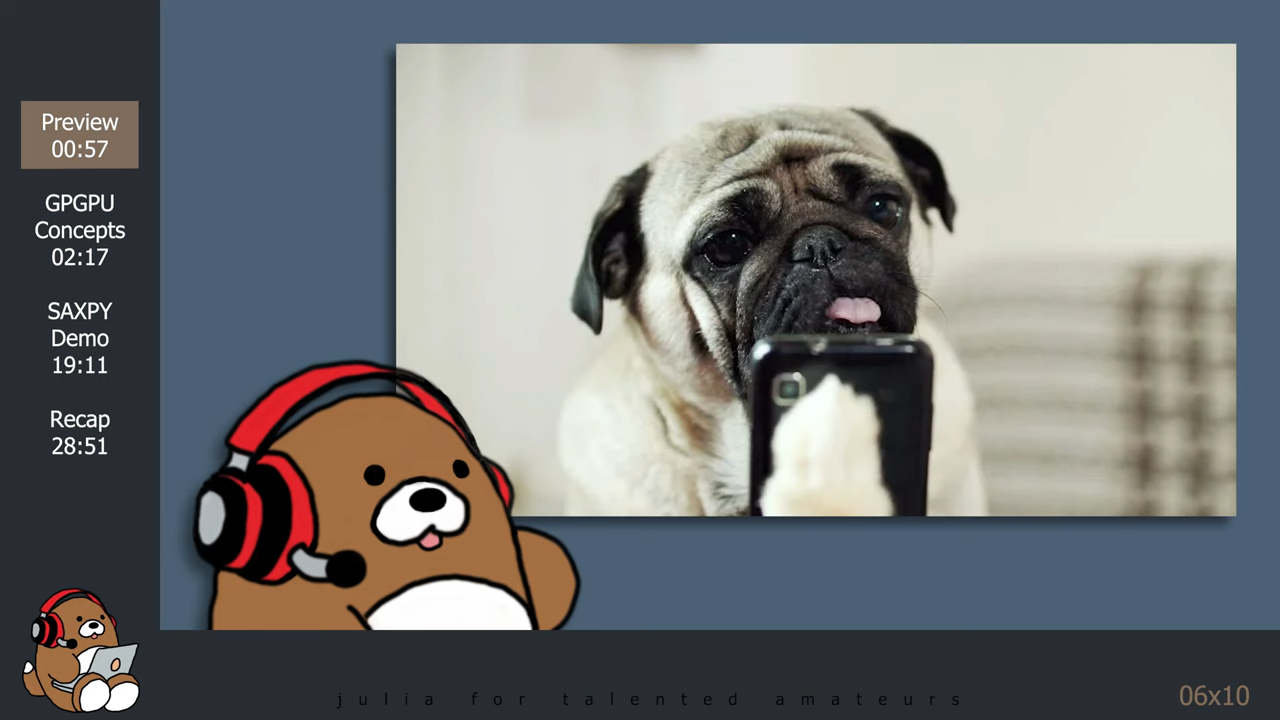 Preview
00:57
GPGPU
Concepts
02:17
SAXPY
Demo
19:11
Recap
28:51
julia for talented amateurs
06x10